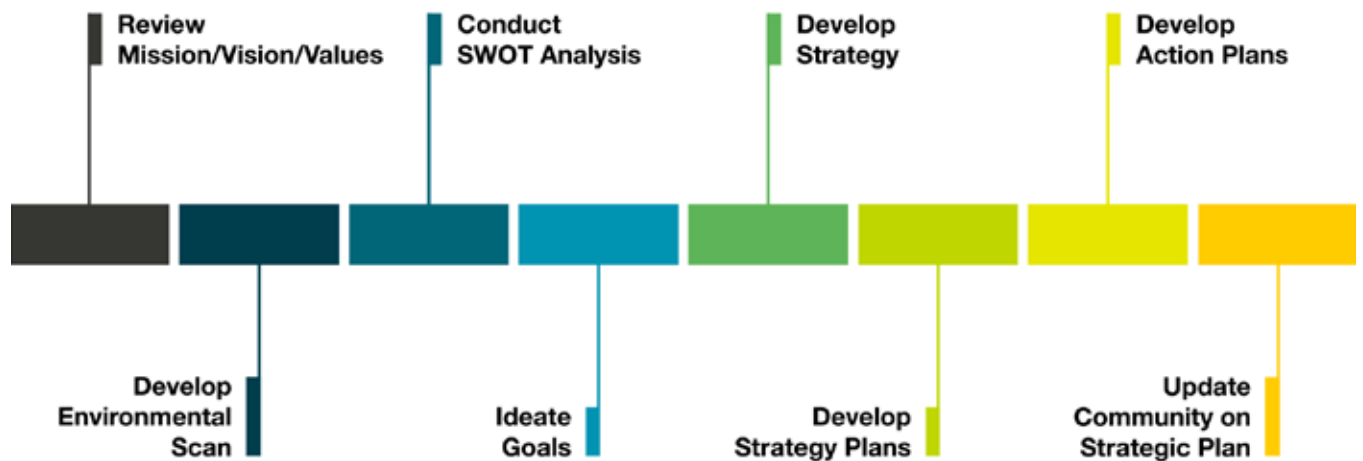 Review
Mission/Vision/Values
Develop
Environmental
Scan
Conduct
SWOT Analysis
Ideate
Goals
Develop
Strategy
Develop
Strategy Plans
Develop
Action Plans
Update
Community on
Strategic Plan